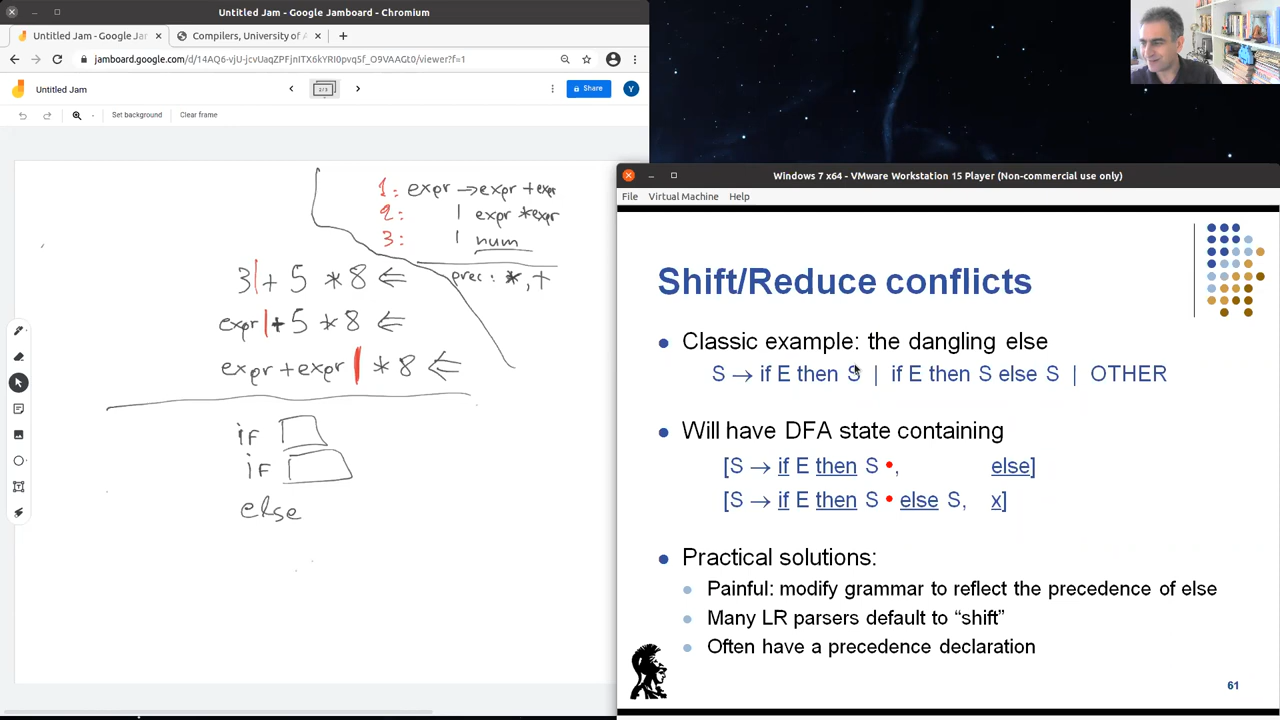 Untitled Jam - Google Jamboard - Chromium
Untitled Jam - Google Ja
Compilers, University of A
jamboard.google.com/d/14AQ6-vjU-jcvUaqZPFjnITX6kYRI0pvq5f_O9VAAGt0/viewer?f=1
Untitled Jam
2/3
Share
Y
Set background
Clear frame
1: expr → expr + expr
2: | expr * expr
3: | num
prec: *, +
3 | + 5 * 8 ⇐
expr | + 5 * 8 ⇐
expr + expr | * 8 ⇐
if
if
else
Windows 7 x64 - VMware Workstation 15 Player (Non-commercial use only)
File Virtual Machine Help
Shift/Reduce conflicts
● Classic example: the dangling else
S → if E then S | if E then S else S | OTHER
● Will have DFA state containing
[S → if E then S •, else]
[S → if E then S • else S, x]
● Practical solutions:
● Painful: modify grammar to reflect the precedence of else
● Many LR parsers default to “shift”
● Often have a precedence declaration
61